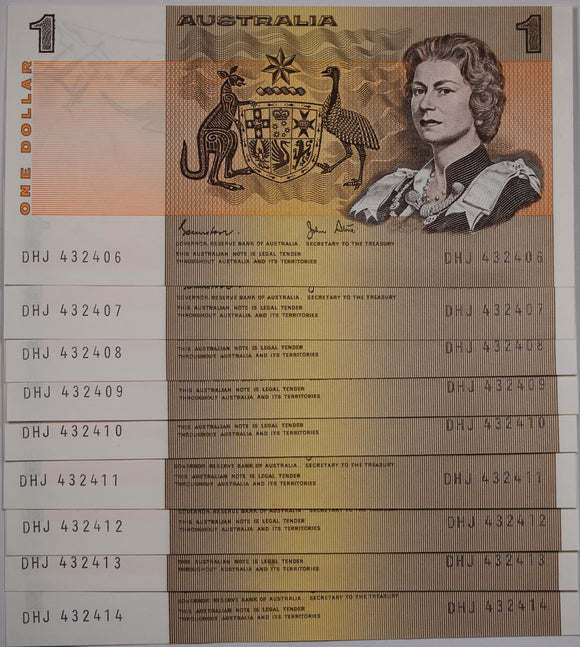 1 AUSTRALIA 1
ONE DOLLAR
GOVERNOR, RESERVE BANK OF AUSTRALIA. SECRETARY TO THE TREASURY
THIS AUSTRALIAN NOTE IS LEGAL TENDER
THROUGHOUT AUSTRALIA AND ITS TERRITORIES
DHJ 432406 DHJ 432406
GOVERNOR, RESERVE BANK OF AUSTRALIA. SECRETARY TO THE TREASURY
THIS AUSTRALIAN NOTE IS LEGAL TENDER
THROUGHOUT AUSTRALIA AND ITS TERRITORIES
DHJ 432407 DHJ 432407
GOVERNOR, RESERVE BANK OF AUSTRALIA. SECRETARY TO THE TREASURY
THIS AUSTRALIAN NOTE IS LEGAL TENDER
THROUGHOUT AUSTRALIA AND ITS TERRITORIES
DHJ 432408 DHJ 432408
THIS AUSTRALIAN NOTE IS LEGAL TENDER
THROUGHOUT AUSTRALIA AND ITS TERRITORIES
DHJ 432409 DHJ 432409
THIS AUSTRALIAN NOTE IS LEGAL TENDER
THROUGHOUT AUSTRALIA AND ITS TERRITORIES
DHJ 432410 DHJ 432410
GOVERNOR, RESERVE BANK OF AUSTRALIA. SECRETARY TO THE TREASURY
THIS AUSTRALIAN NOTE IS LEGAL TENDER
THROUGHOUT AUSTRALIA AND ITS TERRITORIES
DHJ 432411 DHJ 432411
GOVERNOR, RESERVE BANK OF AUSTRALIA. SECRETARY TO THE TREASURY
THIS AUSTRALIAN NOTE IS LEGAL TENDER
THROUGHOUT AUSTRALIA AND ITS TERRITORIES
DHJ 432412 DHJ 432412
THIS AUSTRALIAN NOTE IS LEGAL TENDER
THROUGHOUT AUSTRALIA AND ITS TERRITORIES
DHJ 432413 DHJ 432413
GOVERNOR, RESERVE BANK OF AUSTRALIA. SECRETARY TO THE TREASURY
THIS AUSTRALIAN NOTE IS LEGAL TENDER
THROUGHOUT AUSTRALIA AND ITS TERRITORIES
DHJ 432414 DHJ 432414